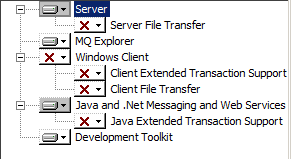 Server
Server File Transfer
MQ Explorer
Windows Client
Client Extended Transaction Support
Client File Transfer
Java and .Net Messaging and Web Services
Java Extended Transaction Support
Development Toolkit